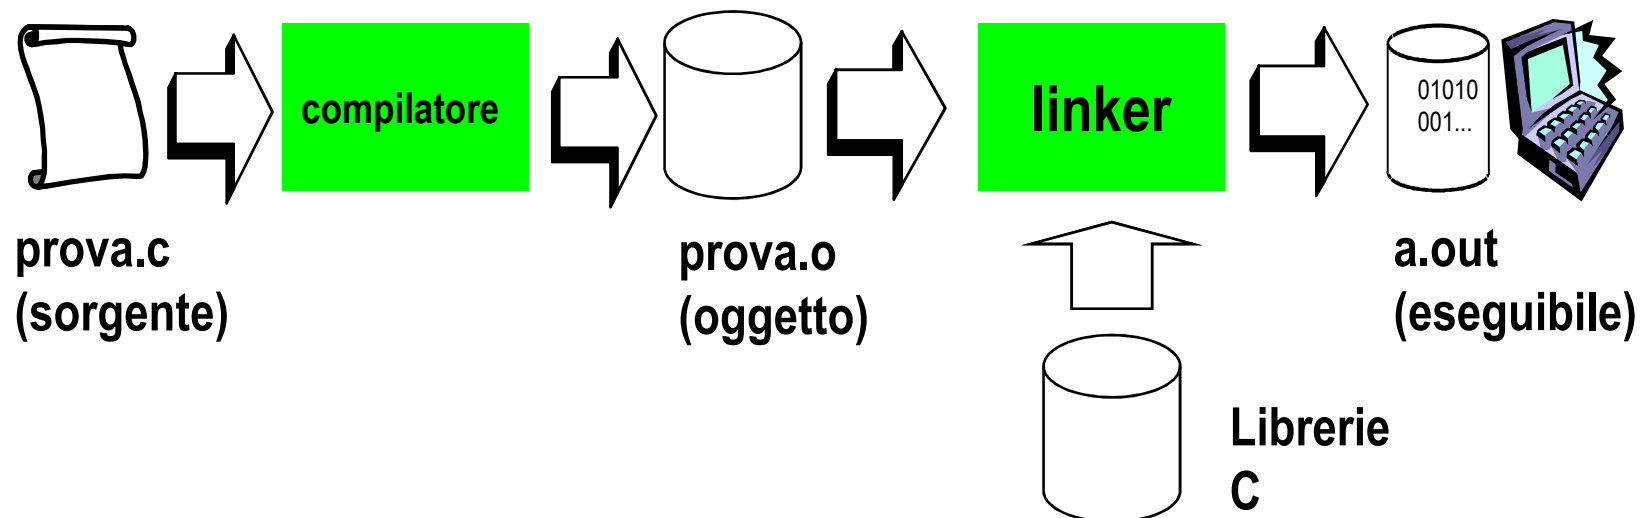 compilatore
linker
01010
001...
prova.c
(sorgente)
prova.o
(oggetto)
a.out
(eseguibile)
Librerie
C